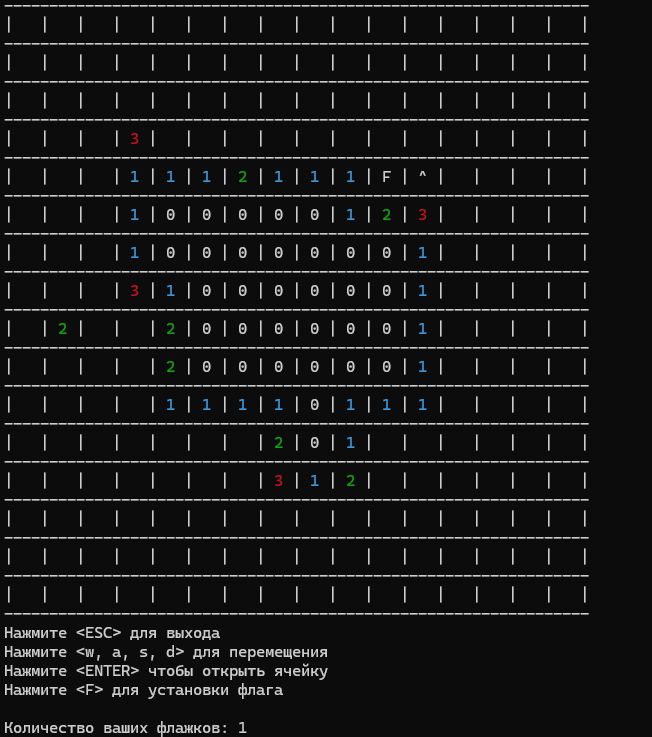 3
1 | 1 | 1 | 2 | 1 | 1 | 1 | F | ^
1 | 0 | 0 | 0 | 0 | 0 | 1 | 2 | 3
1 | 0 | 0 | 0 | 0 | 0 | 0 | 0 | 1
3 | 1 | 0 | 0 | 0 | 0 | 0 | 0 | 1
2 | | | 2 | 0 | 0 | 0 | 0 | 0 | 0 | 1
2 | 0 | 0 | 0 | 0 | 0 | 0 | 1
1 | 1 | 1 | 1 | 0 | 1 | 1 | 1
2 | 0 | 1
3 | 1 | 2
Нажмите <ESC> для выхода
Нажмите <w, a, s, d> для перемещения
Нажмите <ENTER> чтобы открыть ячейку
Нажмите <F> для установки флага
Количество ваших флажков: 1